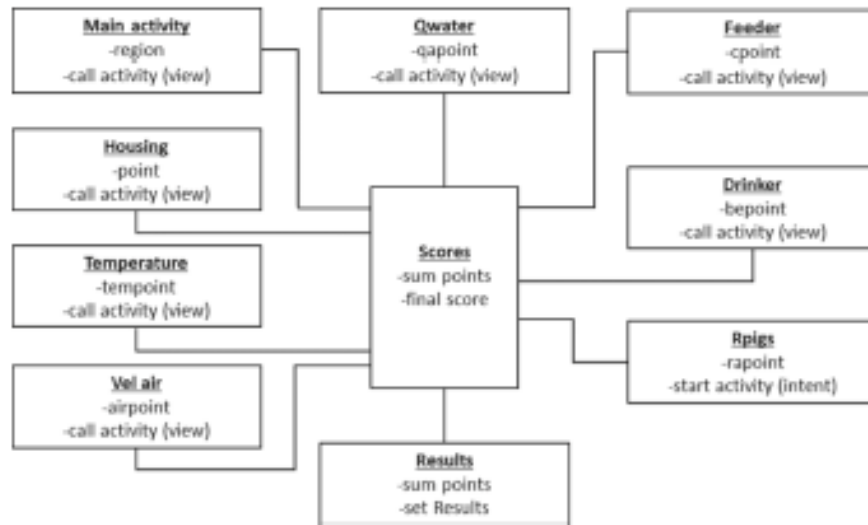 Main activity
-region
-call activity (view)
Qwater
-qapoint
-call activity (view)
Feeder
-cpoint
-call activity (view)
Housing
-point
-call activity (view)
Drinker
-bepoint
-call activity (view)
Scores
-sum points
-final score
Temperature
-tempoint
-call activity (view)
Rpigs
-rapoint
-start activity (intent)
Vel air
-airpoint
-call activity (view)
Results
-sum points
-set Results